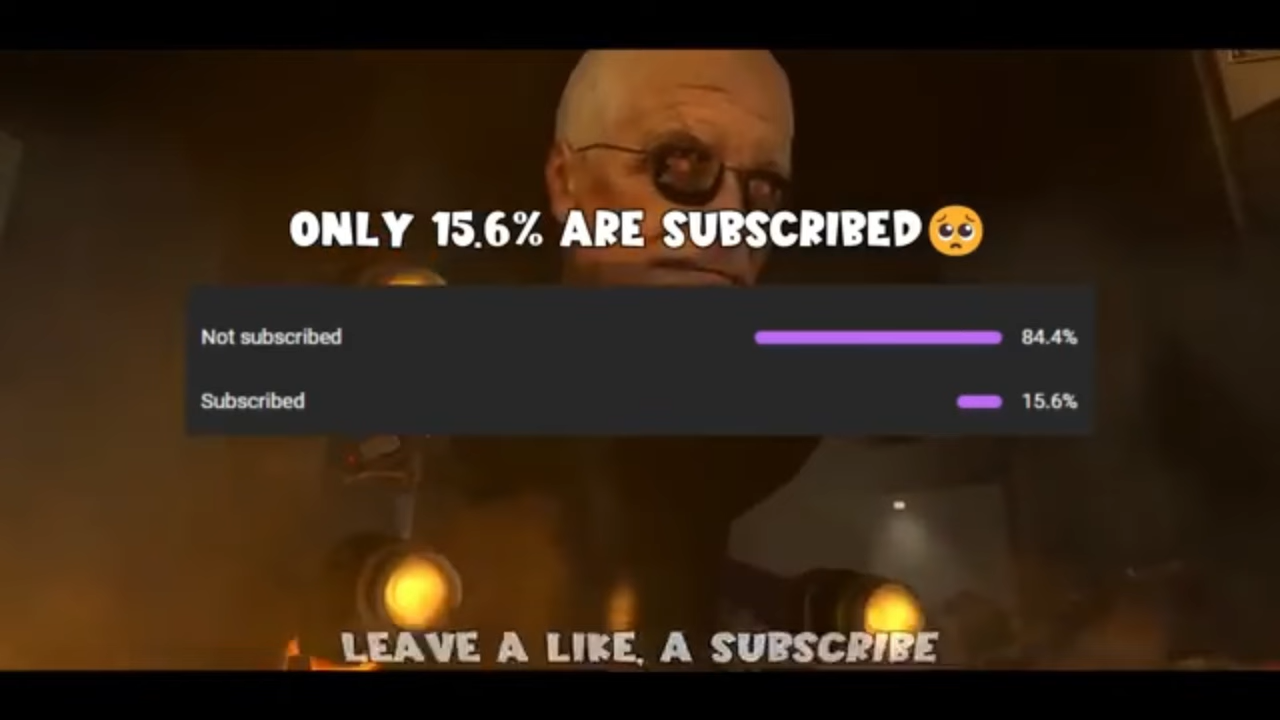 ONLY 15.6% ARE SUBSCRIBED🥺
Not subscribed 84.4%
Subscribed 15.6%
LEAVE A LIKE, A SUBSCRIBE